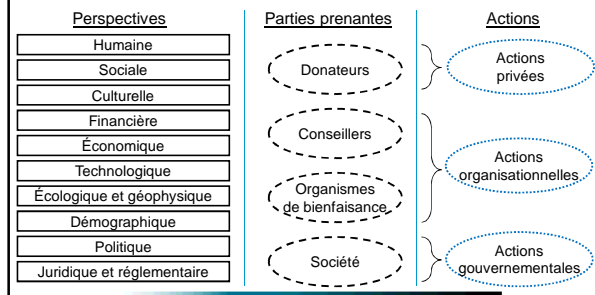 Perspectives
Humaine
Sociale
Culturelle
Financière
Économique
Technologique
Écologique et géophysique
Démographique
Politique
Juridique et réglementaire
Parties prenantes
Donateurs
Conseillers
Organismes
de bienfaisance
Société
Actions
Actions
privées
Actions
organisationnelles
Actions
gouvernementales